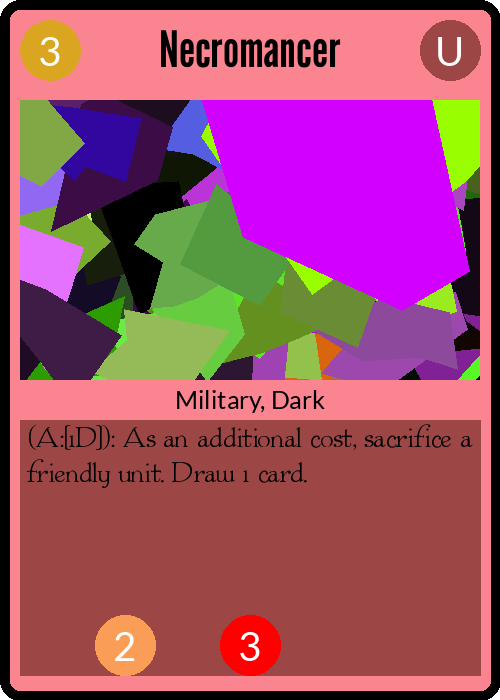 3 Necromancer U
Military, Dark
(A:[1D]): As an additional cost, sacrifice a
friendly unit. Draw 1 card.
2 3